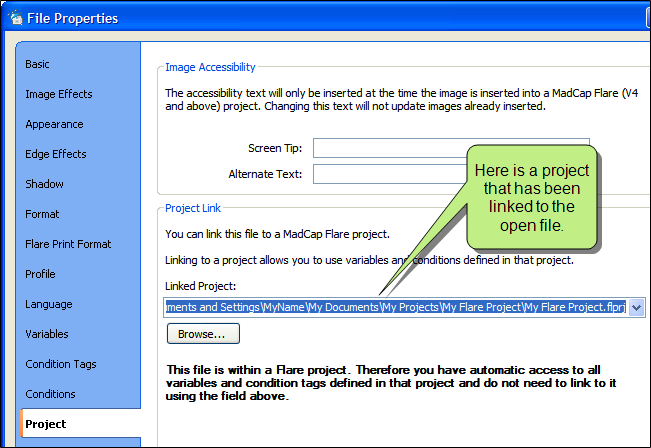 File Properties
Basic
Image Effects
Appearance
Edge Effects
Shadow
Format
Flare Print Format
Profile
Language
Variables
Condition Tags
Conditions
Project
Image Accessibility
The accessibility text will only be inserted at the time the image is inserted into a MadCap Flare (V4
and above) project. Changing this text will not update images already inserted.
Screen Tip:
Alternate Text:
Here is a project
that has been
linked to the
open file.
Project Link
You can link this file to a MadCap Flare project.
Linking to a project allows you to use variables and conditions defined in that project.
Linked Project:
ments and Settings\MyName\My Documents\My Projects\My Flare Project\My Flare Project.flprj
Browse...
This file is within a Flare project. Therefore you have automatic access to all
variables and condition tags defined in that project and do not need to link to it
using the field above.